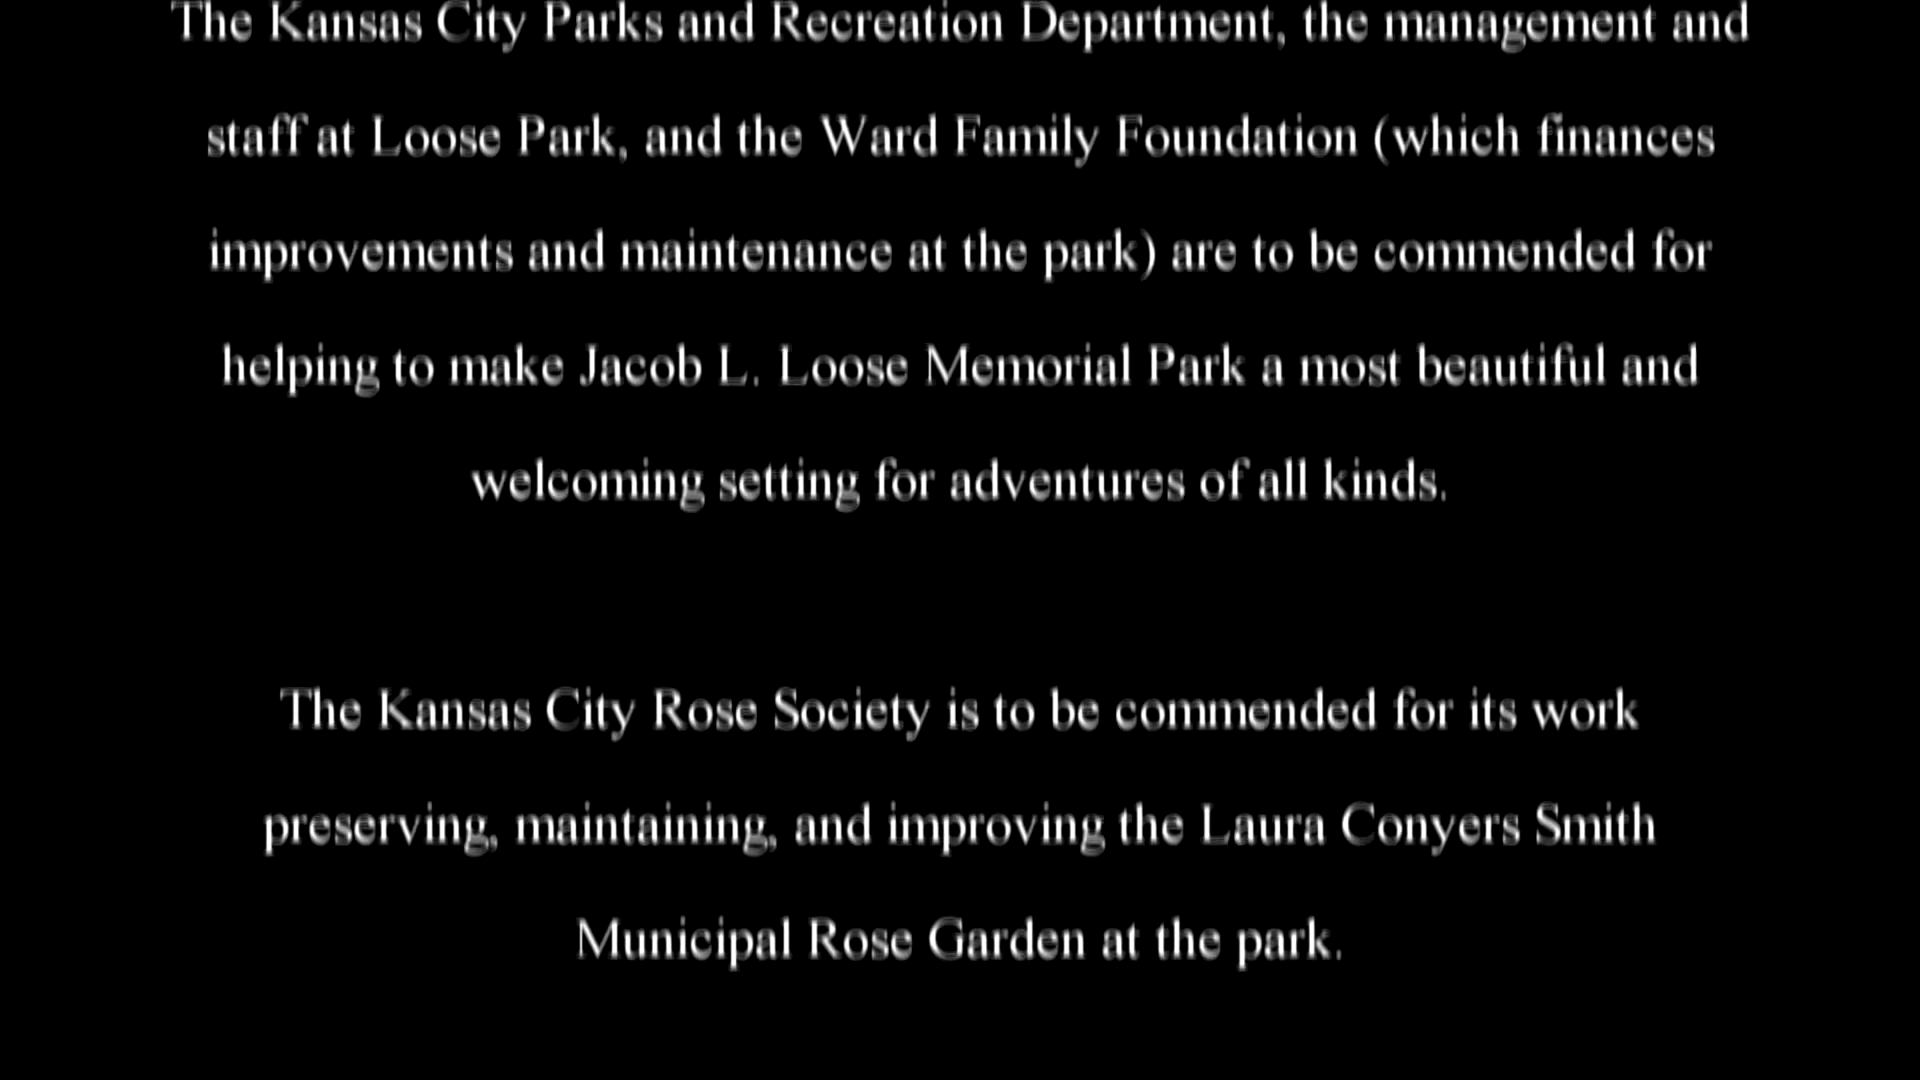 The Kansas City Parks and Recreation Department, the management and
staff at Loose Park, and the Ward Family Foundation (which finances
improvements and maintenance at the park) are to be commended for
helping to make Jacob L. Loose Memorial Park a most beautiful and
welcoming setting for adventures of all kinds.
The Kansas City Rose Society is to be commended for its work
preserving, maintaining, and improving the Laura Conyers Smith
Municipal Rose Garden at the park.